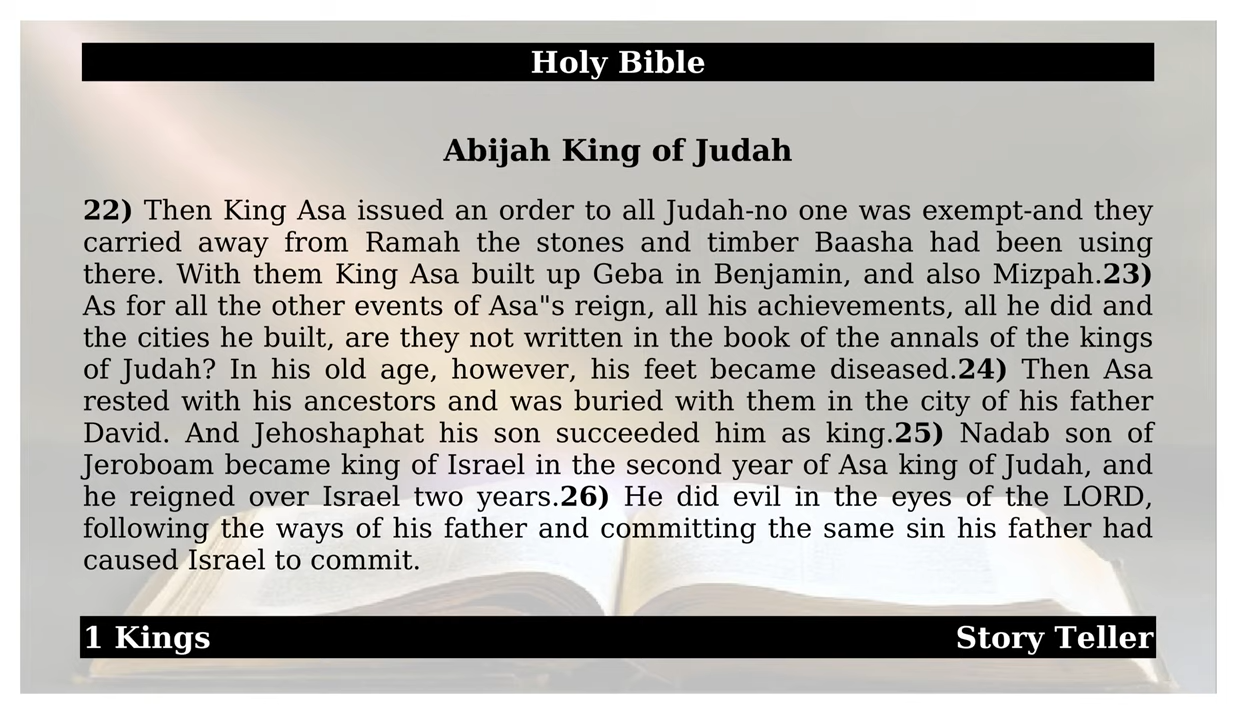 Holy Bible
Abijah King of Judah
22) Then King Asa issued an order to all Judah-no one was exempt-and they
carried away from Ramah the stones and timber Baasha had been using
there. With them King Asa built up Geba in Benjamin, and also Mizpah.23)
As for all the other events of Asa"s reign, all his achievements, all he did and
the cities he built, are they not written in the book of the annals of the kings
of Judah? In his old age, however, his feet became diseased.24) Then Asa
rested with his ancestors and was buried with them in the city of his father
David. And Jehoshaphat his son succeeded him as king.25) Nadab son of
Jeroboam became king of Israel in the second year of Asa king of Judah, and
he reigned over Israel two years.26) He did evil in the eyes of the LORD,
following the ways of his father and committing the same sin his father had
caused Israel to commit.
1 Kings Story Teller